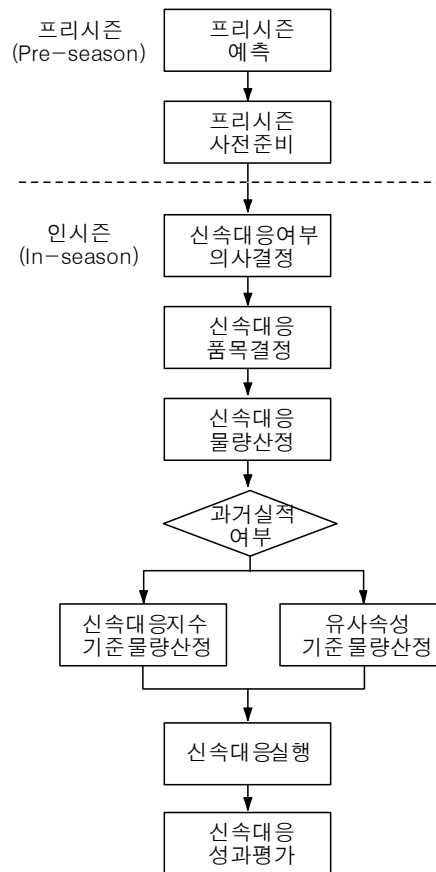 프리시즌
(Pre-season)
프리시즌
예측
프리시즌
사전준비
인시즌
(In-season)
신속대응여부
의사결정
신속대응
품목결정
신속대응
물량산정
과거실적
여부
신속대응지수
기준물량산정
유사속성
기준물량산정
신속대응실행
신속대응
성과평가